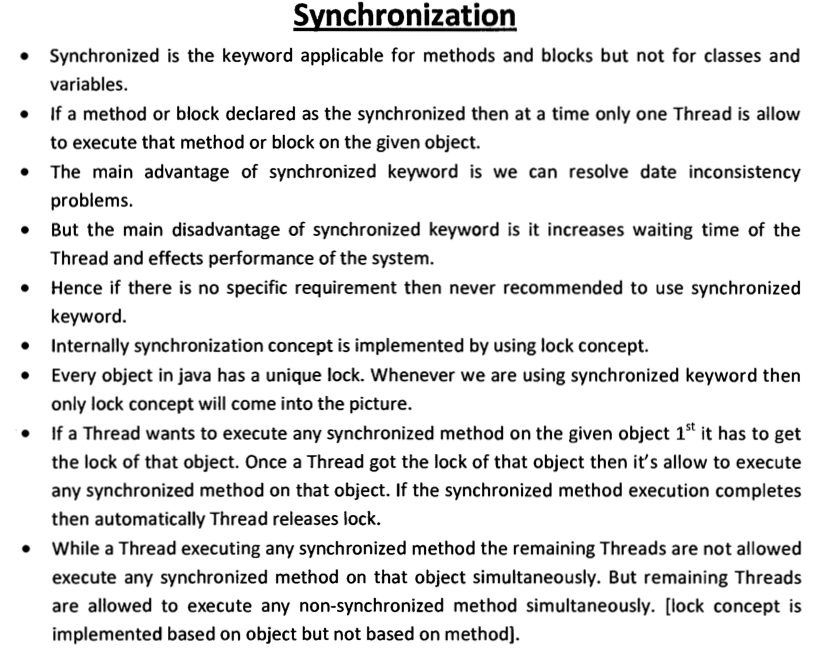 Synchronization
• Synchronized is the keyword applicable for methods and blocks but not for classes and
variables.
• If a method or block declared as the synchronized then at a time only one Thread is allow
to execute that method or block on the given object.
• The main advantage of synchronized keyword is we can resolve date inconsistency
problems.
• But the main disadvantage of synchronized keyword is it increases waiting time of the
Thread and effects performance of the system.
• Hence if there is no specific requirement then never recommended to use synchronized
keyword.
• Internally synchronization concept is implemented by using lock concept.
• Every object in java has a unique lock. Whenever we are using synchronized keyword then
only lock concept will come into the picture.
• If a Thread wants to execute any synchronized method on the given object 1st it has to get
the lock of that object. Once a Thread got the lock of that object then it's allow to execute
any synchronized method on that object. If the synchronized method execution completes
then automatically Thread releases lock.
• While a Thread executing any synchronized method the remaining Threads are not allowed
execute any synchronized method on that object simultaneously. But remaining Threads
are allowed to execute any non-synchronized method simultaneously. [lock concept is
implemented based on object but not based on method].